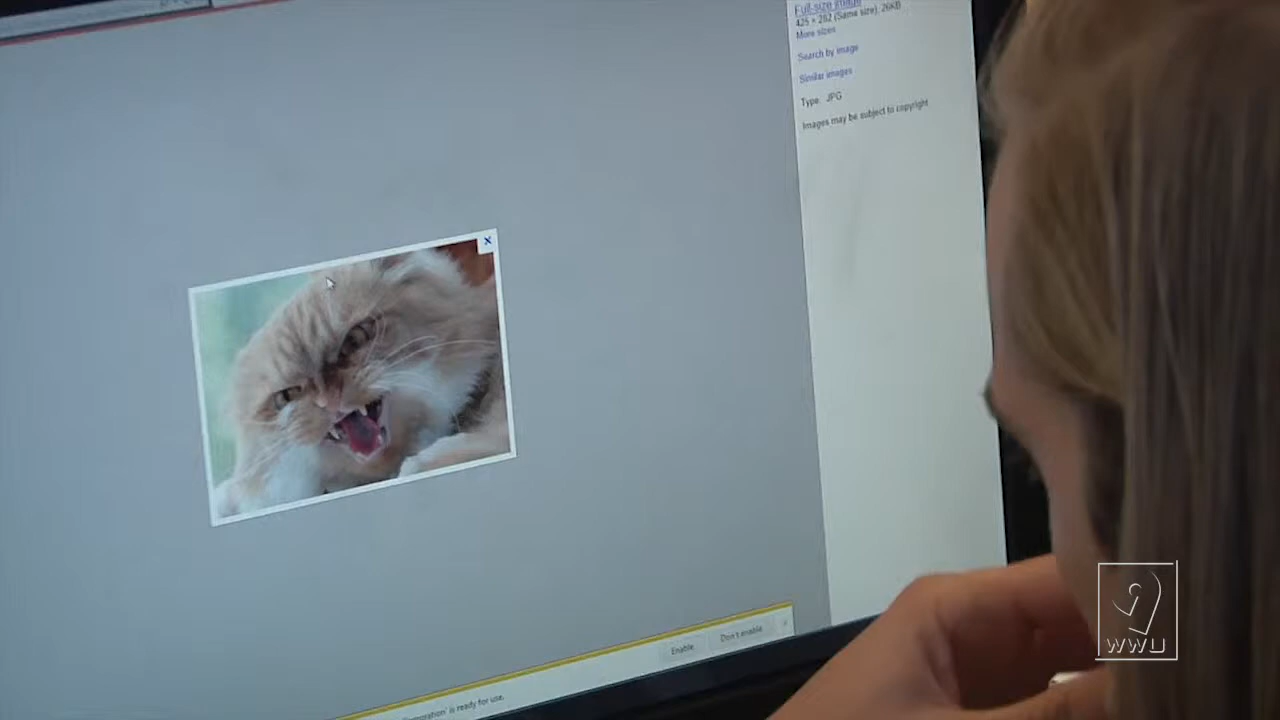 Full-size image
425 × 282 (Same size), 26KB
More sizes
Search by image
Similar images
Type: JPG
Images may be subject to copyright
Enable
Don't enable
is ready for use.
WWU